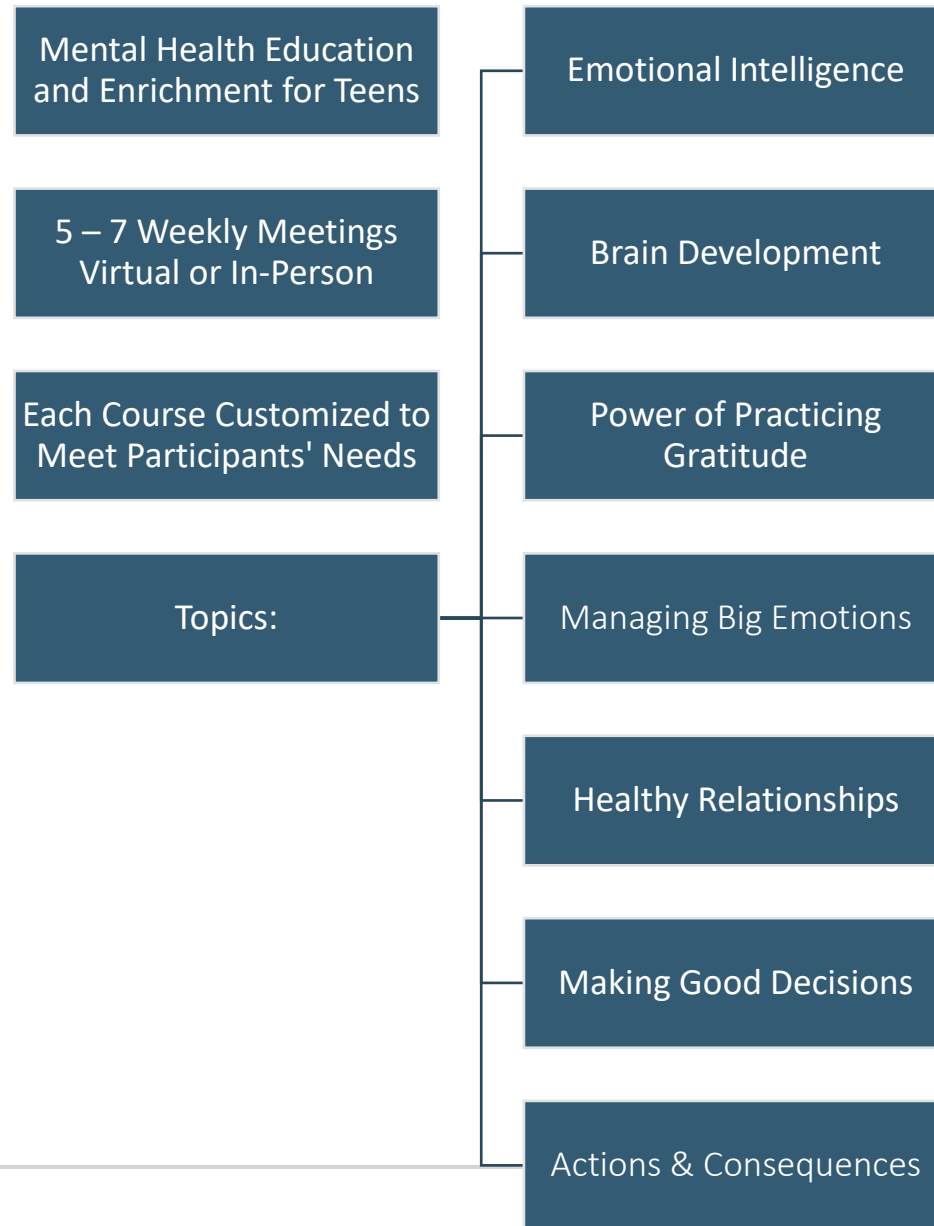 Mental Health Education
and Enrichment for Teens
5 – 7 Weekly Meetings
Virtual or In-Person
Each Course Customized to
Meet Participants' Needs
Topics:
Emotional Intelligence
Brain Development
Power of Practicing
Gratitude
Managing Big Emotions
Healthy Relationships
Making Good Decisions
Actions & Consequences